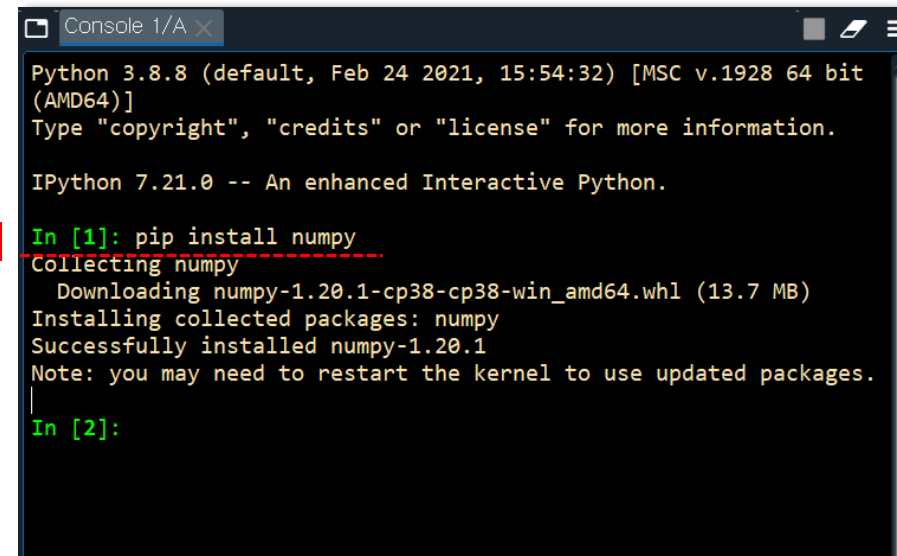 Console 1/A
Python 3.8.8 (default, Feb 24 2021, 15:54:32) [MSC v.1928 64 bit
(AMD64)]
Type "copyright", "credits" or "license" for more information.
IPython 7.21.0 -- An enhanced Interactive Python.
In [1]: pip install numpy
Collecting numpy
  Downloading numpy-1.20.1-cp38-cp38-win_amd64.whl (13.7 MB)
Installing collected packages: numpy
Successfully installed numpy-1.20.1
Note: you may need to restart the kernel to use updated packages.
In [2]: